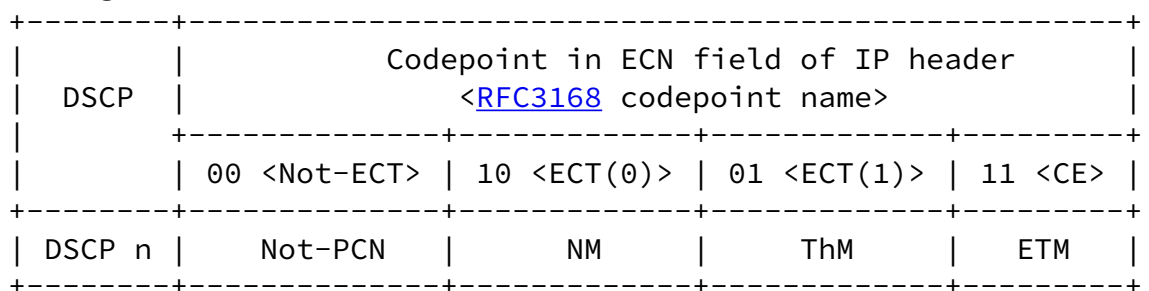 +--------+----------------------------------------------------+
|        |           Codepoint in ECN field of IP header      |
|  DSCP  |               <RFC3168 codepoint name>             |
|        +--------------+-------------+-------------+---------+
|        | 00 <Not-ECT> | 10 <ECT(0)> | 01 <ECT(1)> | 11 <CE> |
+--------+--------------+-------------+-------------+---------+
| DSCP n |    Not-PCN   |      NM     |     ThM     |   ETM   |
+--------+--------------+-------------+-------------+---------+